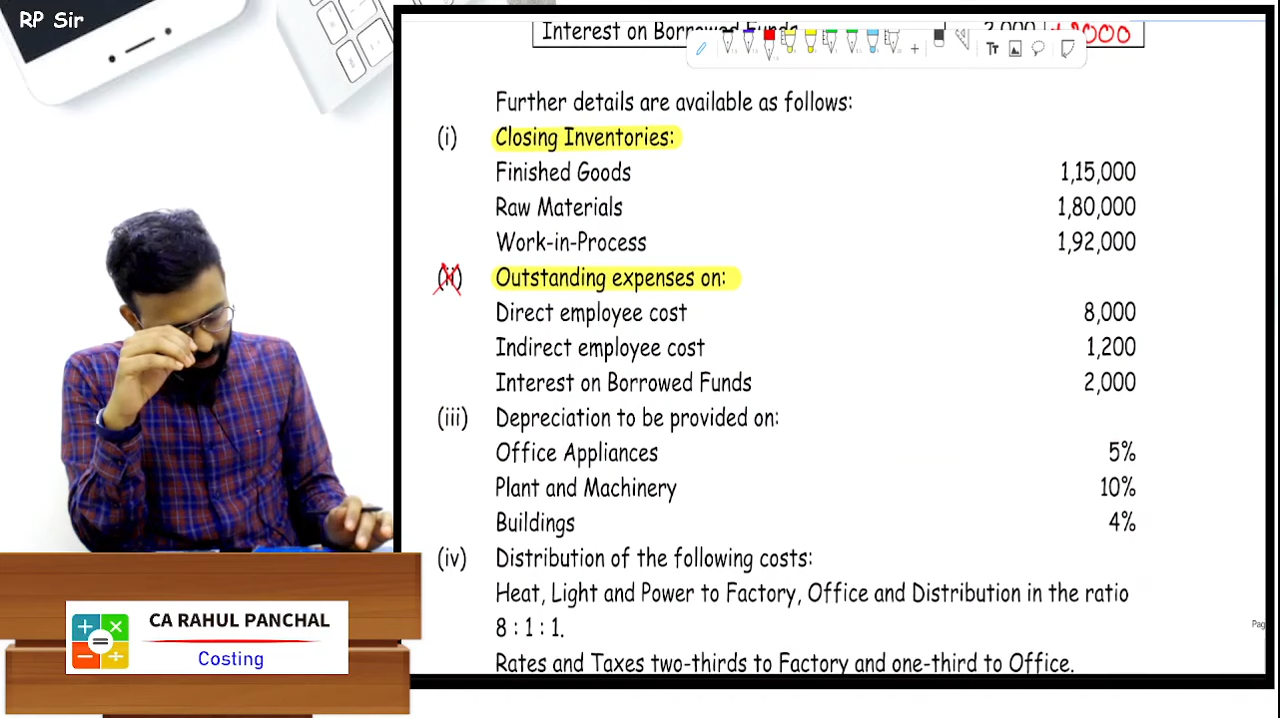 RP Sir
Interest on Borrowed Funds 2,000
Further details are available as follows:
(i) Closing Inventories:
Finished Goods 1,15,000
Raw Materials 1,80,000
Work-in-Process 1,92,000
(ii) Outstanding expenses on:
Direct employee cost 8,000
Indirect employee cost 1,200
Interest on Borrowed Funds 2,000
(iii) Depreciation to be provided on:
Office Appliances 5%
Plant and Machinery 10%
Buildings 4%
(iv) Distribution of the following costs:
Heat, Light and Power to Factory, Office and Distribution in the ratio
8 : 1 : 1.
Rates and Taxes two-thirds to Factory and one-third to Office.
Pag
TT
CA RAHUL PANCHAL
Costing